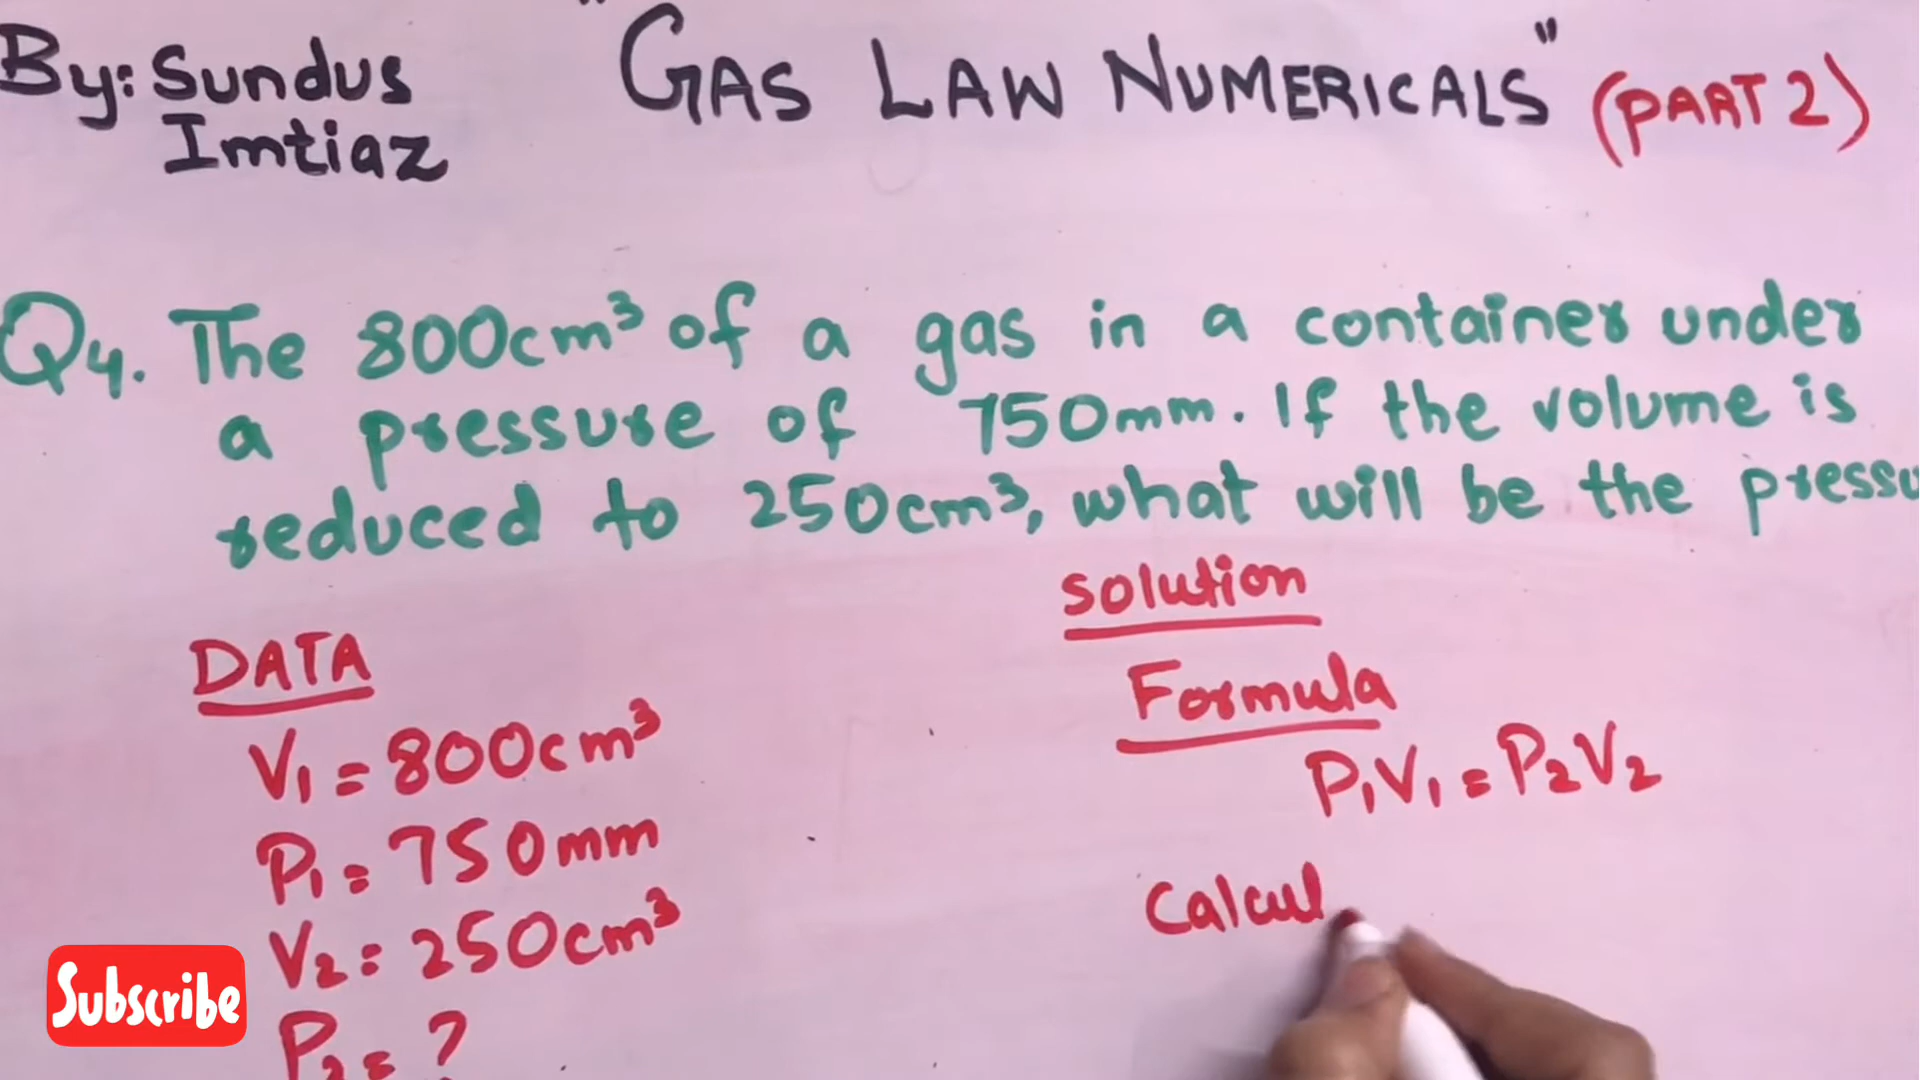 By: Sundus
Imtiaz
"GAS LAW NUMERICALS" (PART 2)
Q4. The 800cm³ of a gas in a container under
a pressure of 750mm. If the volume is
reduced to 250cm³, what will be the pressu
DATA
V₁ = 800cm³
P₁ = 750mm
V₂ = 250cm³
P₂ = ?
Solution
Formula
P₁V₁ = P₂V₂
Calcul
Subscribe